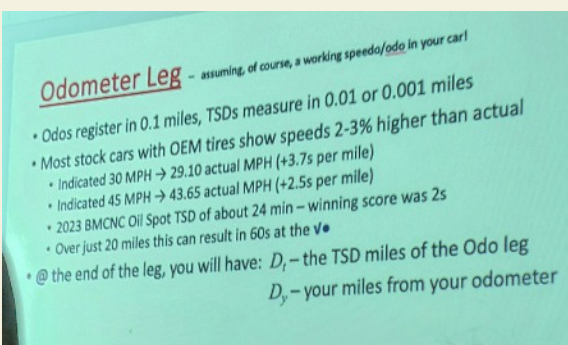 Odometer Leg – assuming, of course, a working speedo/odo in your car!
• Odos register in 0.1 miles, TSDs measure in 0.01 or 0.001 miles
• Most stock cars with OEM tires show speeds 2-3% higher than actual
• Indicated 30 MPH → 29.10 actual MPH (+3.7s per mile)
• Indicated 45 MPH → 43.65 actual MPH (+2.5s per mile)
• 2023 BMCNC Oil Spot TSD of about 24 min – winning score was 2s
• Over just 20 miles this can result in 60s at the √•
• @ the end of the leg, you will have: Dₜ – the TSD miles of the Odo leg
Dᵧ – your miles from your odometer